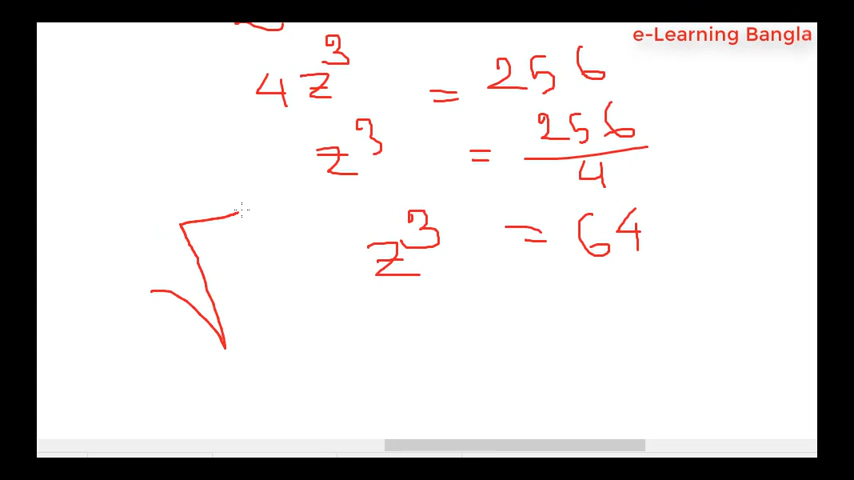 e-Learning Bangla
4z³ = 256
z³ = 256/4
z³ = 64
√